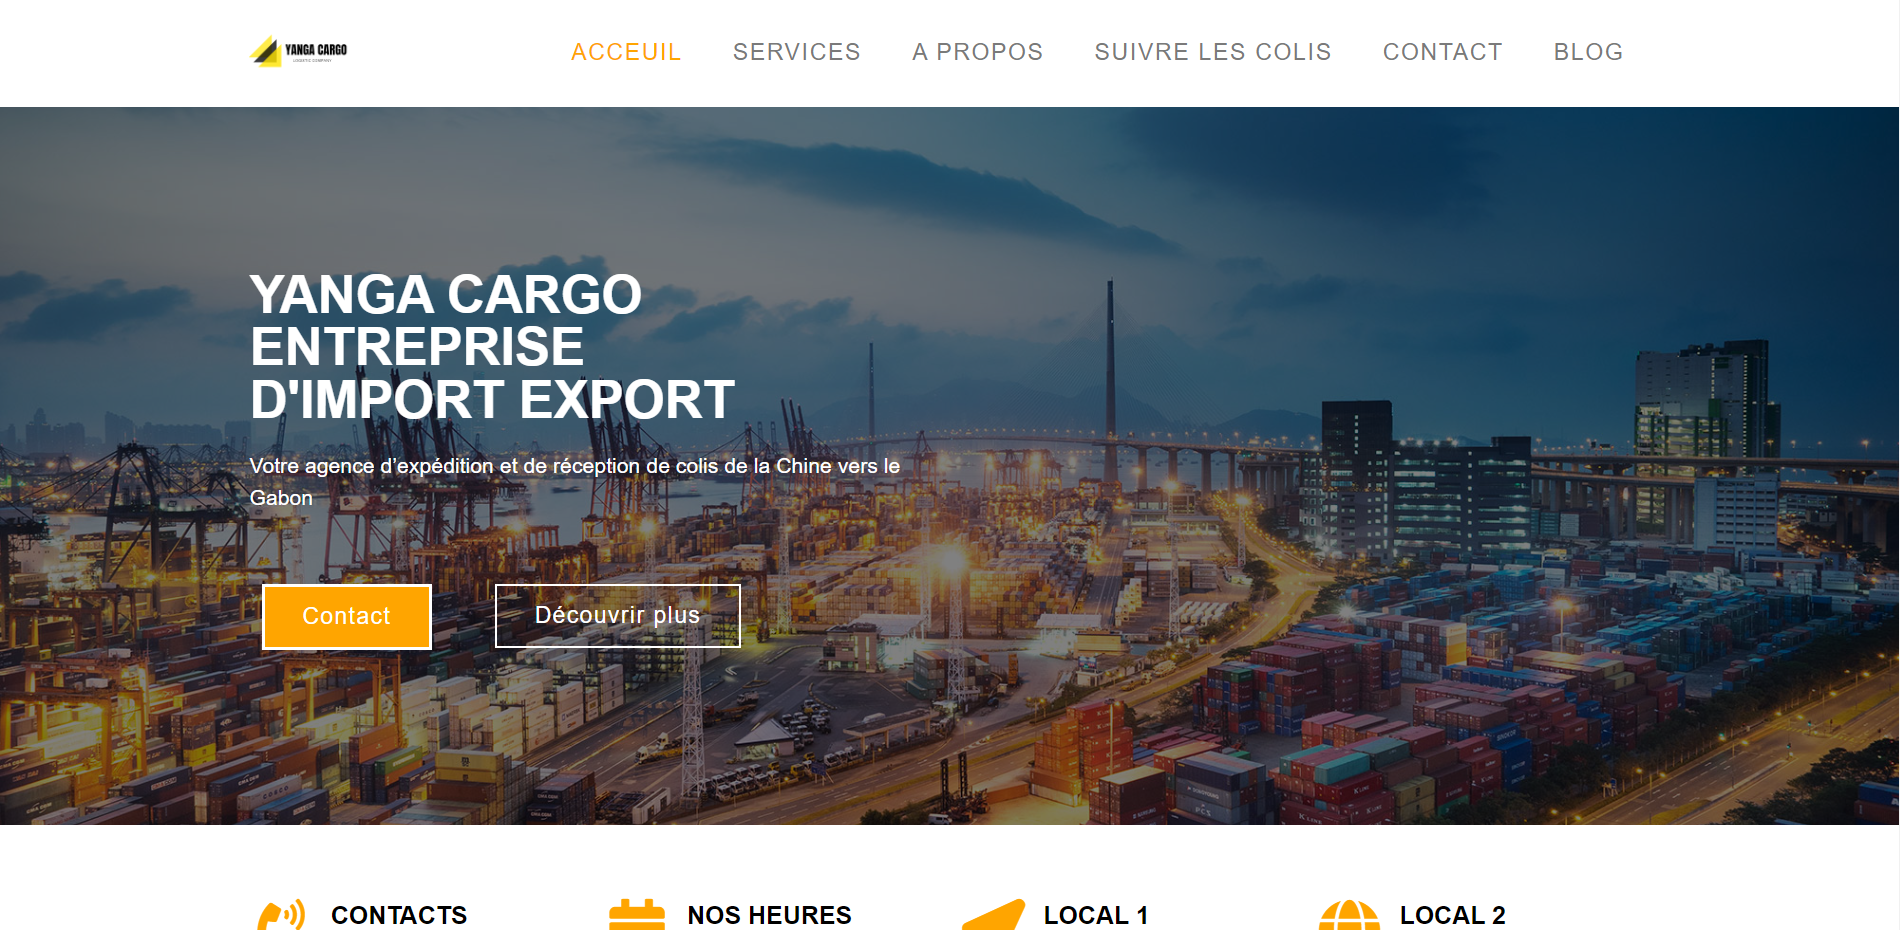 YANGA CARGO
LOGISTIC COMPANY
ACCEUIL
SERVICES
A PROPOS
SUIVRE LES COLIS
CONTACT
BLOG
YANGA CARGO
ENTREPRISE
D'IMPORT EXPORT
Votre agence d’expédition et de réception de colis de la Chine vers le
Gabon
Contact
Découvrir plus
CONTACTS
NOS HEURES
LOCAL 1
LOCAL 2